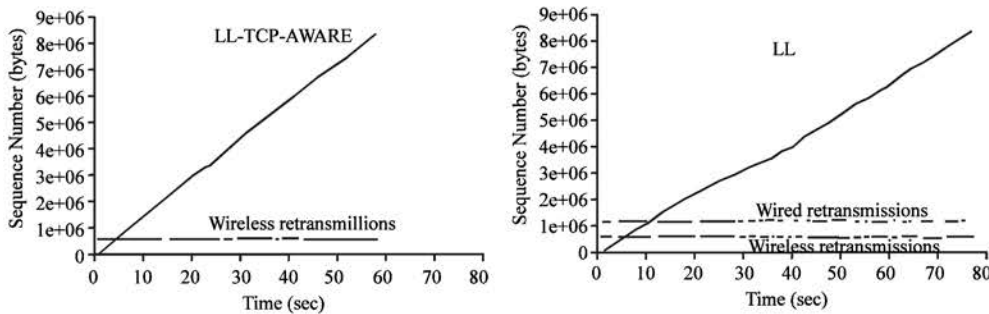 9e+06
8e+06
7e+06
6e+06
5e+06
4e+06
3e+06
2e+06
1e+06
0
Sequence Number (bytes)
LL-TCP-AWARE
Wireless retransmillions
0 10 20 30 40 50 60 70 80
Time (sec)
9e+06
8e+06
7e+06
6e+06
5e+06
4e+06
3e+06
2e+06
1e+06
0
Sequence Number (bytes)
LL
Wired retransmissions
Wireless retransmissions
0 10 20 30 40 50 60 70 80
Time (sec)